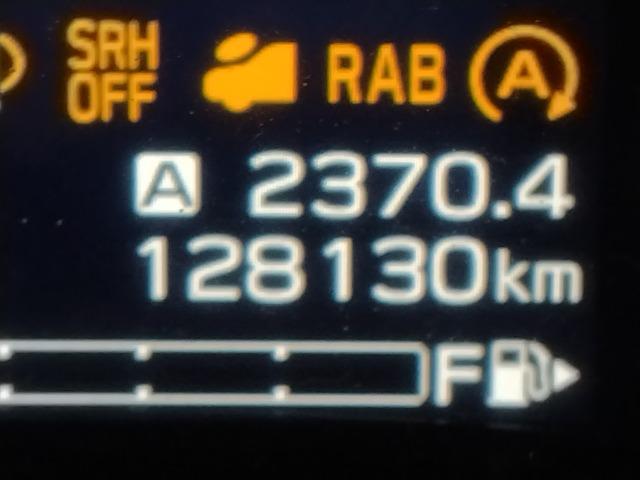 SRH OFF RAB A
A 2370.4
128130km
F